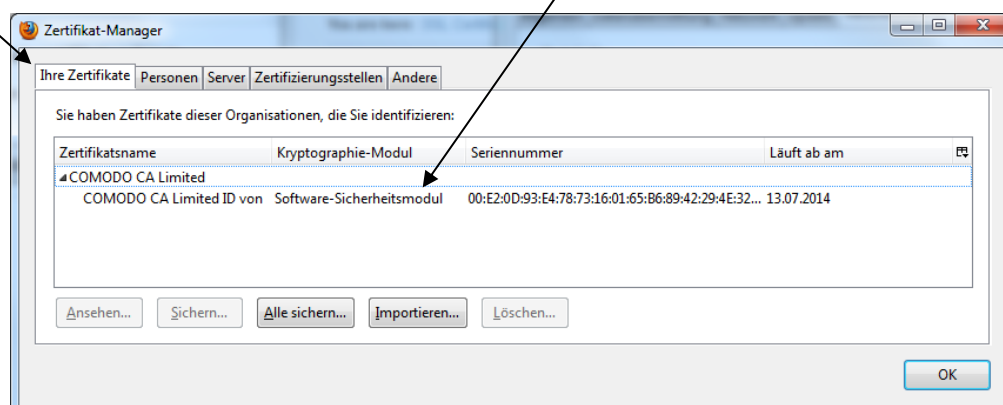 Zertifikat-Manager
Ihre Zertifikate Personen Server Zertifizierungsstellen Andere
Sie haben Zertifikate dieser Organisationen, die Sie identifizieren:
Zertifikatsname Kryptographie-Modul Seriennummer Läuft ab am
COMODO CA Limited
COMODO CA Limited ID von Software-Sicherheitsmodul 00:E2:0D:93:E4:78:73:16:01:65:B6:89:42:29:4E:32... 13.07.2014
Ansehen... Sichern... Alle sichern... Importieren... Löschen...
OK